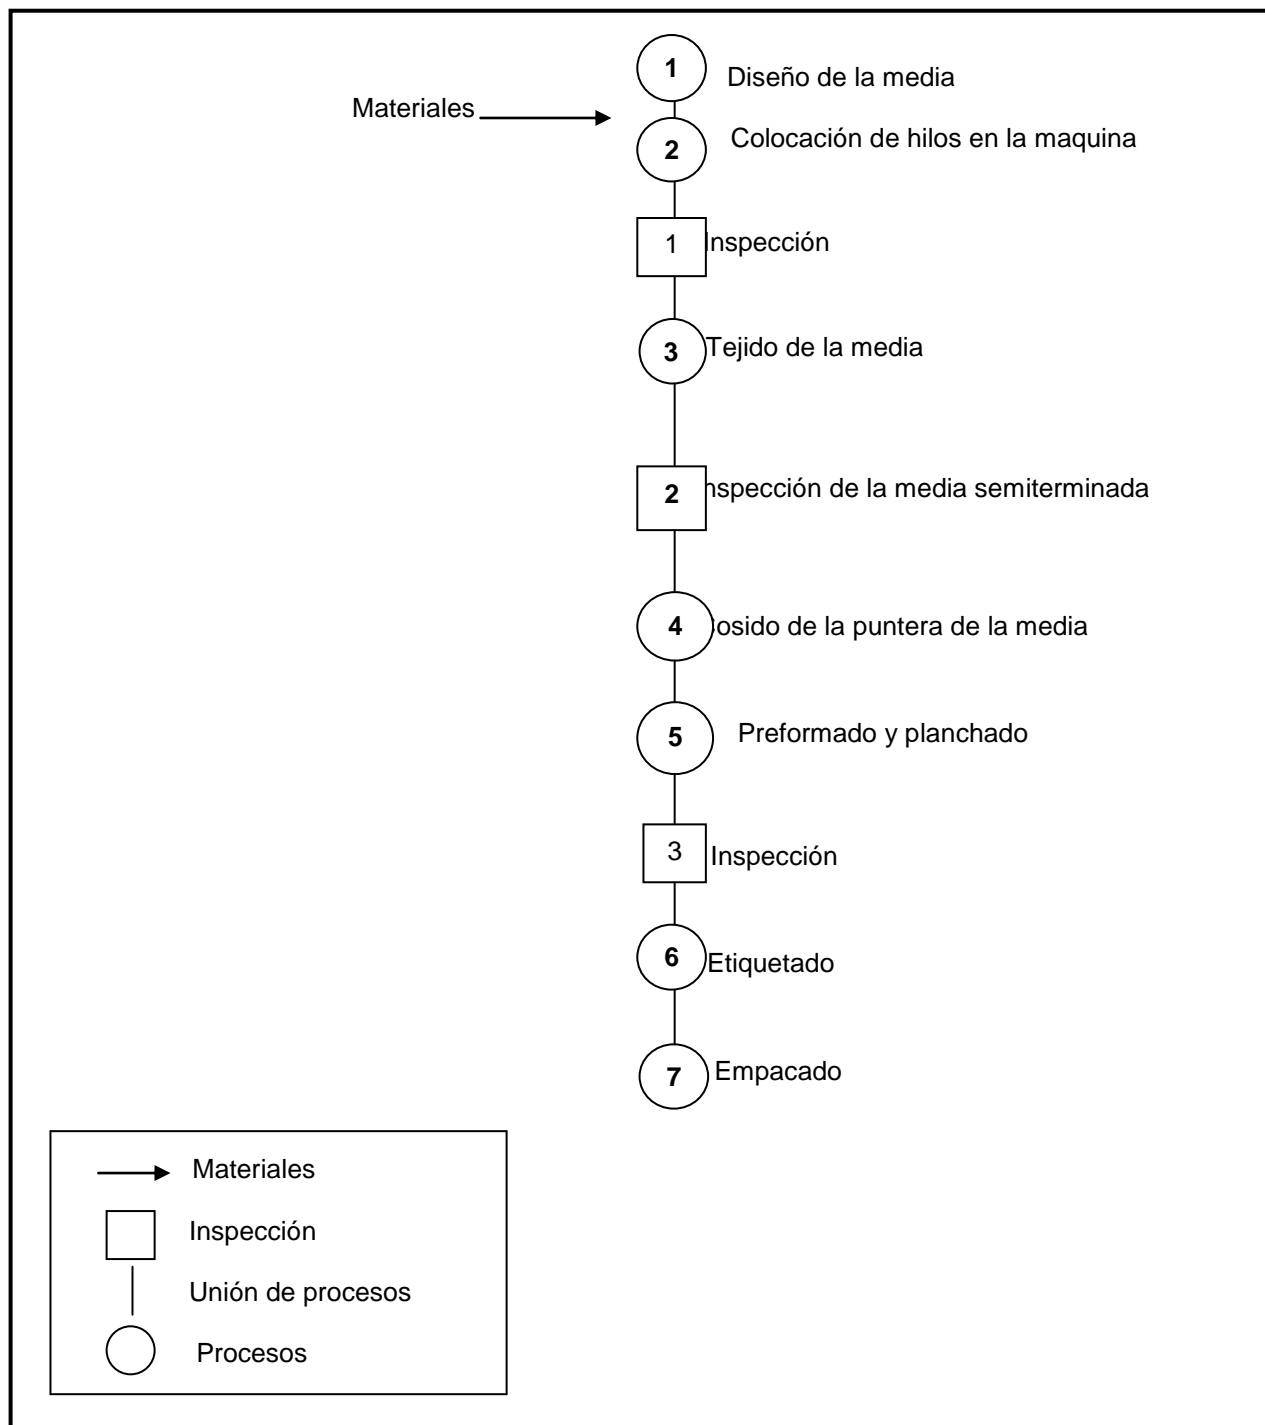 1
Diseño de la media
Materiales
2
Colocación de hilos en la maquina
1
Inspección
3
Tejido de la media
2
nspección de la media semiterminada
4
osido de la puntera de la media
5
Preformado y planchado
3
Inspección
6
Etiquetado
7
Empacado
Materiales
Inspección
Unión de procesos
Procesos